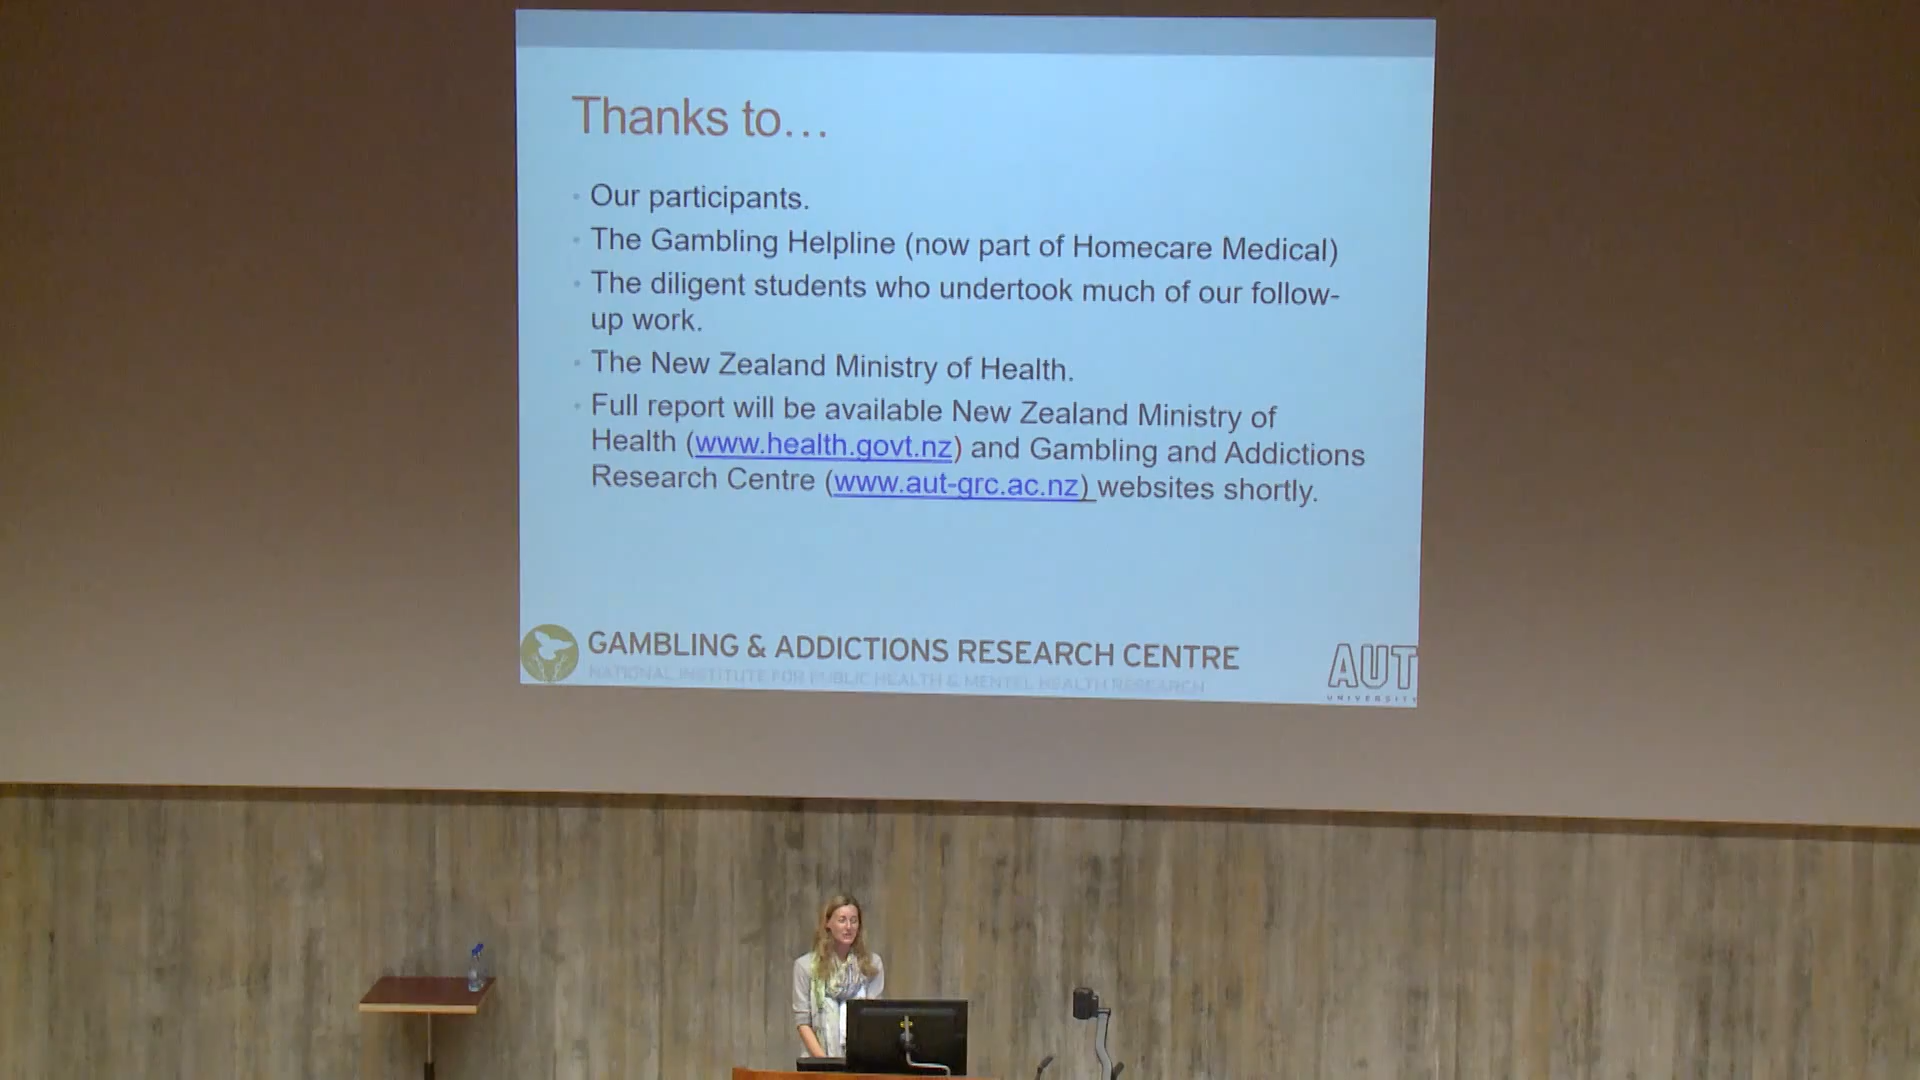 Thanks to…
• Our participants.
• The Gambling Helpline (now part of Homecare Medical)
• The diligent students who undertook much of our follow-
up work.
• The New Zealand Ministry of Health.
• Full report will be available New Zealand Ministry of
Health (www.health.govt.nz) and Gambling and Addictions
Research Centre (www.aut-grc.ac.nz) websites shortly.
GAMBLING & ADDICTIONS RESEARCH CENTRE
NATIONAL INSTITUTE FOR PUBLIC HEALTH & MENTAL HEALTH RESEARCH
AUT
UNIVERSITY